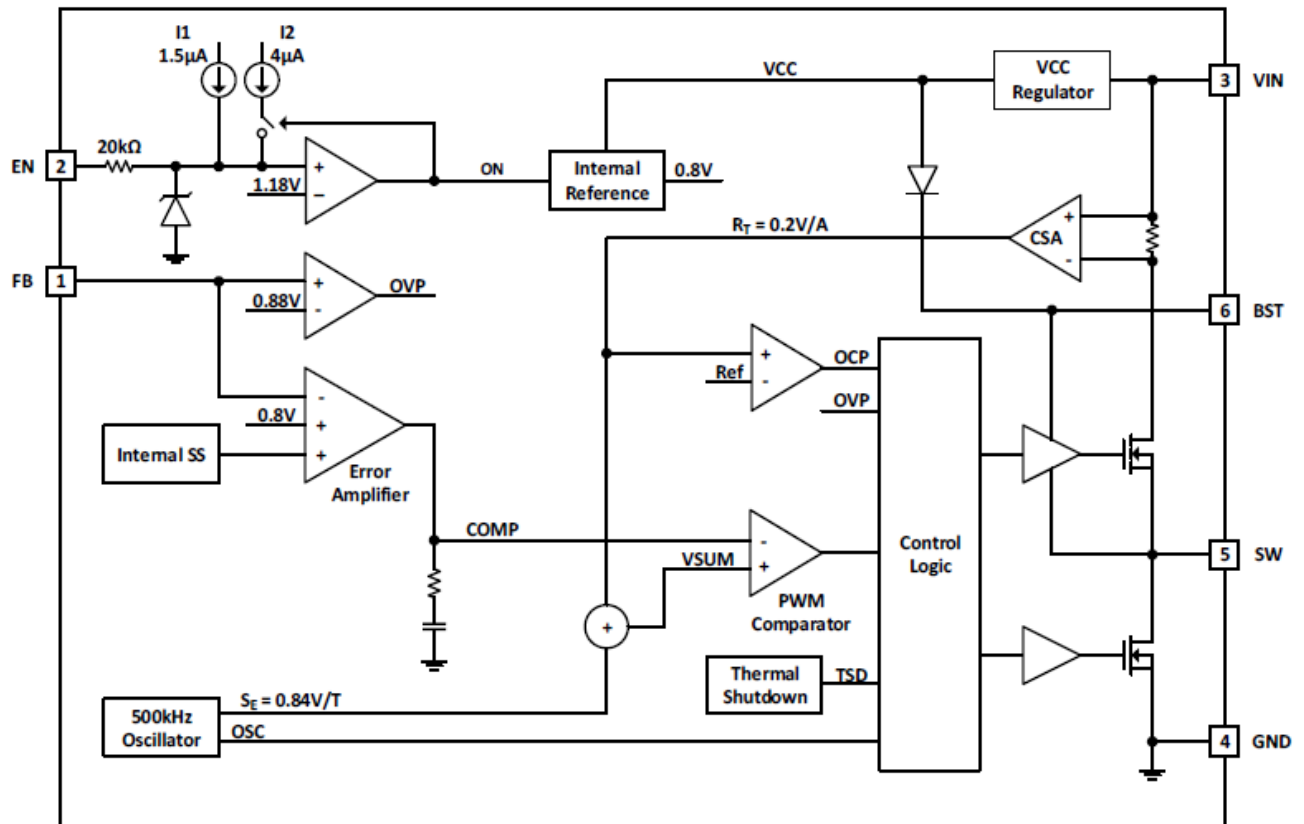 I1
1.5µA
I2
4µA
VCC
VCC
Regulator
3
VIN
EN
2
20kΩ
+
1.18V
–
ON
Internal
Reference
0.8V
RT = 0.2V/A
CSA
+
-
FB
1
+
0.88V
-
OVP
6
BST
+
Ref
-
OCP
OVP
-
0.8V
+
Internal SS
+
Error
Amplifier
COMP
-
VSUM
+
PWM
Comparator
Control
Logic
5
SW
+
Thermal
Shutdown
TSD
SE = 0.84V/T
500kHz
Oscillator
OSC
4
GND